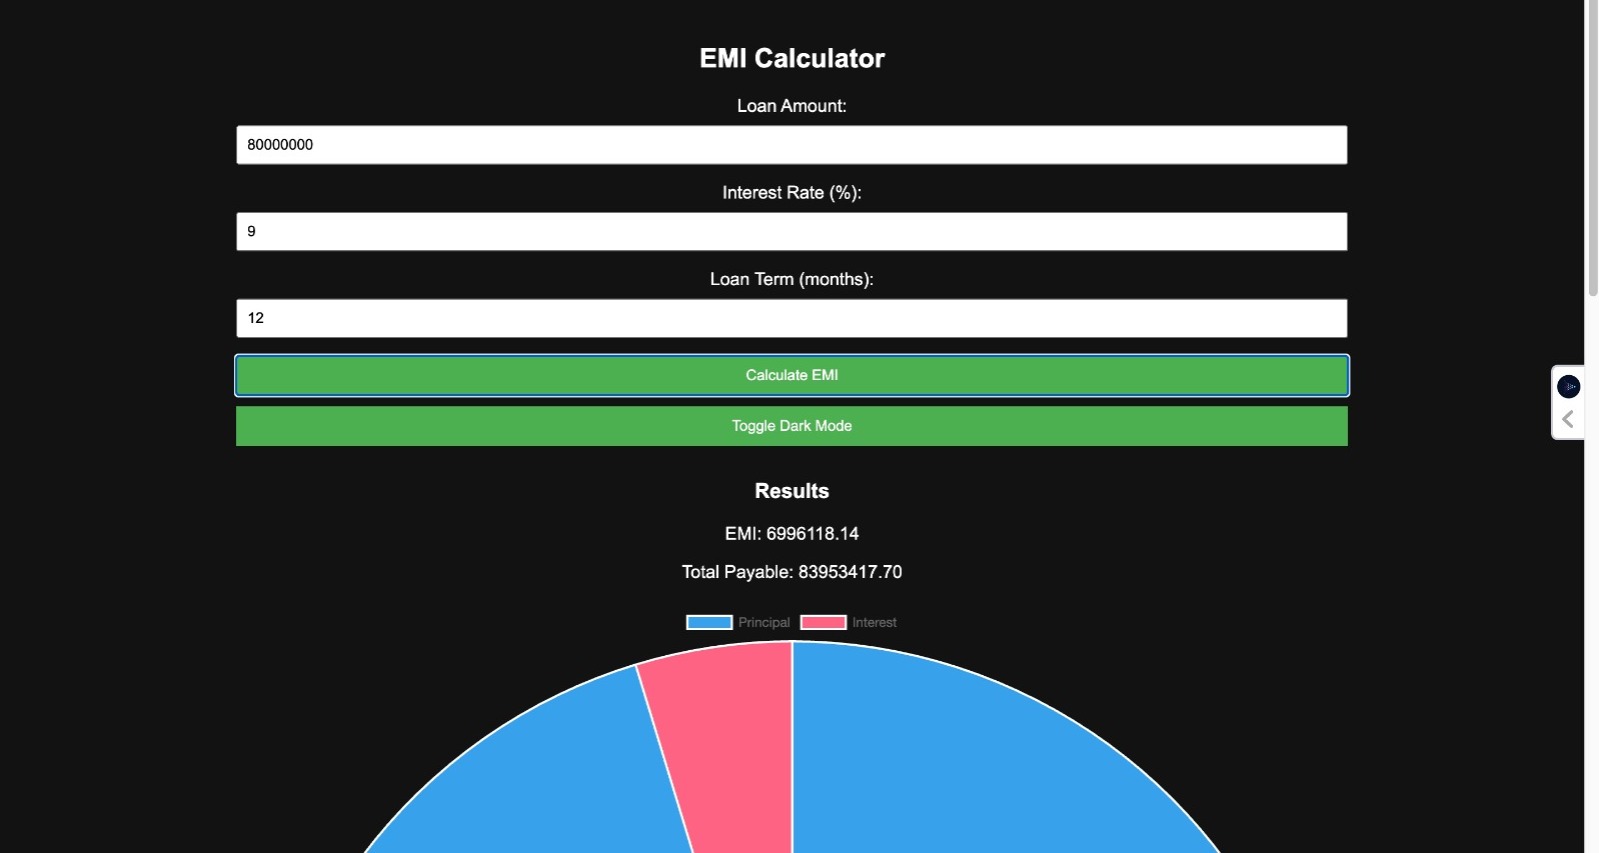 EMI Calculator
Loan Amount:
80000000
Interest Rate (%):
9
Loan Term (months):
12
Calculate EMI
Toggle Dark Mode
Results
EMI: 6996118.14
Total Payable: 83953417.70
Principal Interest